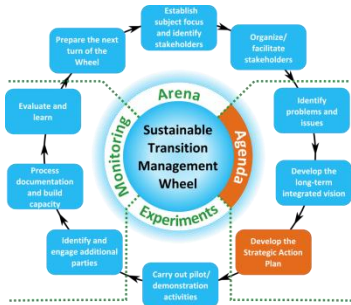 Establish
subject focus
and identify
stakeholders
Organize/
facilitate
stakeholders
Identify
problems and
issues
Develop
the long-term
integrated vision
Develop the
Strategic Action
Plan
Carry out pilot/
demonstration
activities
Identify and
engage additional
parties
Process
documentation
and build
capacity
Evaluate and
learn
Prepare the next
turn of the
Wheel
Arena
Agenda
Experiments
Monitoring
Sustainable
Transition
Management
Wheel